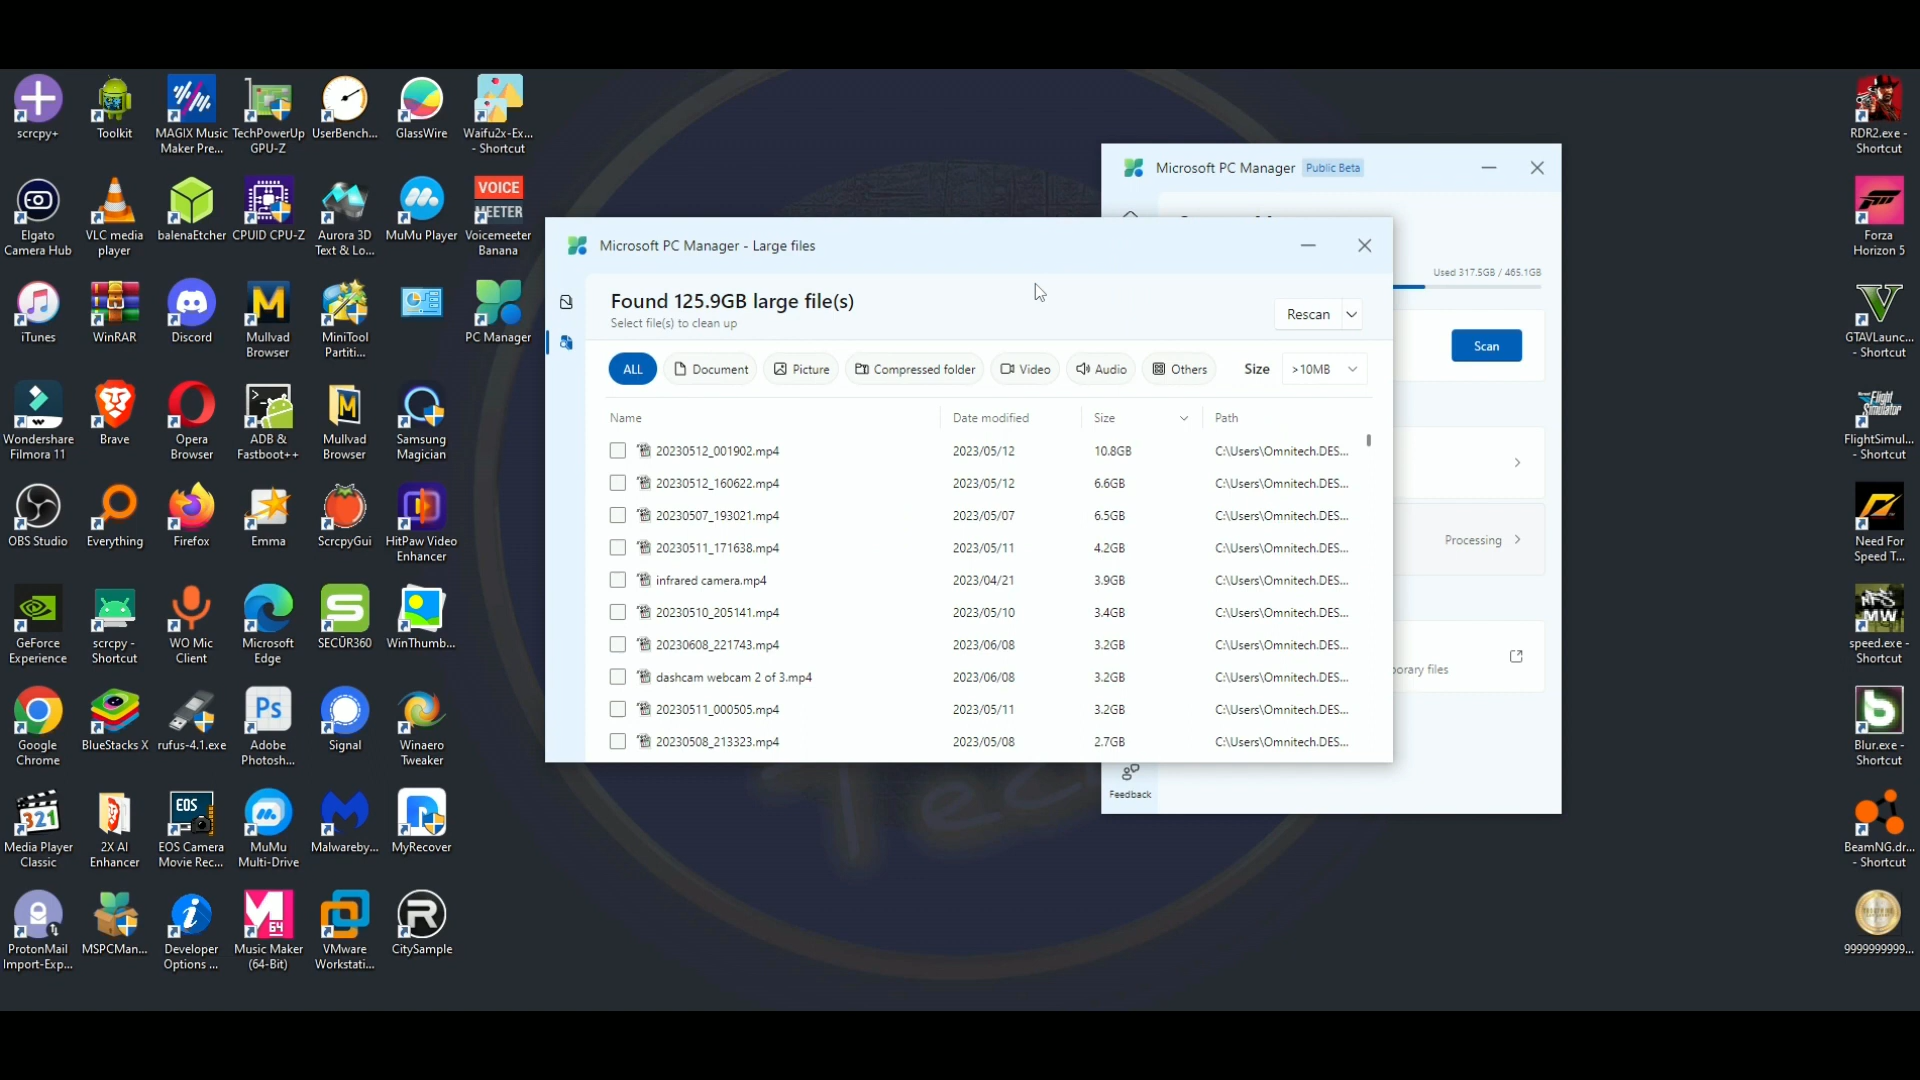 scrcpy+
Toolkit
MAGIX Music
Maker Pre...
TechPowerUp
GPU-Z
UserBench...
GlassWire
Waifu2x-Ex...
- Shortcut
Elgato
Camera Hub
VLC media
player
balenaEtcher
CPUID CPU-Z
Aurora 3D
Text & Lo...
MuMu Player
VOICE
MEETER
Voicemeeter
Banana
iTunes
WinRAR
Discord
Mullvad
Browser
MiniTool
Partiti...
PC Manager
Wondershare
Filmora 11
Brave
Opera
Browser
ADB &
Fastboot++
Mullvad
Browser
Samsung
Magician
OBS Studio
Everything
Firefox
Emma
ScrcpyGui
HitPaw Video
Enhancer
GeForce
Experience
scrcpy -
Shortcut
WO Mic
Client
Microsoft
Edge
SECÛR360
WinThumb...
Google
Chrome
BlueStacks X
rufus-4.1.exe
Ps
Adobe
Photosh...
Signal
Winaero
Tweaker
321
Media Player
Classic
2X AI
Enhancer
EOS
EOS Camera
Movie Rec...
MuMu
Multi-Drive
Malwareby...
MyRecover
ProtonMail
Import-Exp...
MSPCMan...
Developer
Options ...
64
Music Maker
(64-Bit)
VMware
Workstati...
CitySample
Microsoft PC Manager - Large files
Found 125.9GB large file(s)
Select file(s) to clean up
Rescan
ALL Document Picture Compressed folder Video Audio Others Size >10MB
Name Date modified Size Path
20230512_001902.mp4 2023/05/12 10.8GB C:\Users\Omnitech.DES...
20230512_160622.mp4 2023/05/12 6.6GB C:\Users\Omnitech.DES...
20230507_193021.mp4 2023/05/07 6.5GB C:\Users\Omnitech.DES...
20230511_171638.mp4 2023/05/11 4.2GB C:\Users\Omnitech.DES...
infrared camera.mp4 2023/04/21 3.9GB C:\Users\Omnitech.DES...
20230510_205141.mp4 2023/05/10 3.4GB C:\Users\Omnitech.DES...
20230608_221743.mp4 2023/06/08 3.2GB C:\Users\Omnitech.DES...
dashcam webcam 2 of 3.mp4 2023/06/08 3.2GB C:\Users\Omnitech.DES...
20230511_000505.mp4 2023/05/11 3.2GB C:\Users\Omnitech.DES...
20230508_213323.mp4 2023/05/08 2.7GB C:\Users\Omnitech.DES...
Microsoft PC Manager Public Beta
Used 317.5GB / 465.1GB
Scan
Processing
porary files
Feedback
Tech
RDR2.exe -
Shortcut
Forza
Horizon 5
GTAVLaunc...
- Shortcut
FlightSimul...
- Shortcut
Need For
Speed T...
NFS
MW
speed.exe -
Shortcut
Blur.exe -
Shortcut
BeamNG.dr...
- Shortcut
9999999999...